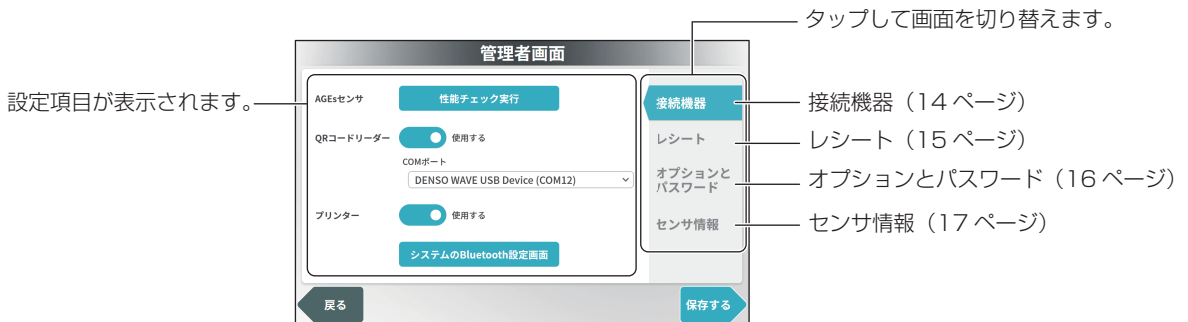 タップして画面を切り替えます。
管理者画面
設定項目が表示されます。
AGEsセンサ
性能チェック実行
QRコードリーダー
使用する
COMポート
DENSO WAVE USB Device (COM12)
プリンター
使用する
システムのBluetooth設定画面
接続機器
レシート
オプションと
パスワード
センサ情報
接続機器（14 ページ）
レシート（15 ページ）
オプションとパスワード（16 ページ）
センサ情報（17 ページ）
戻る
保存する